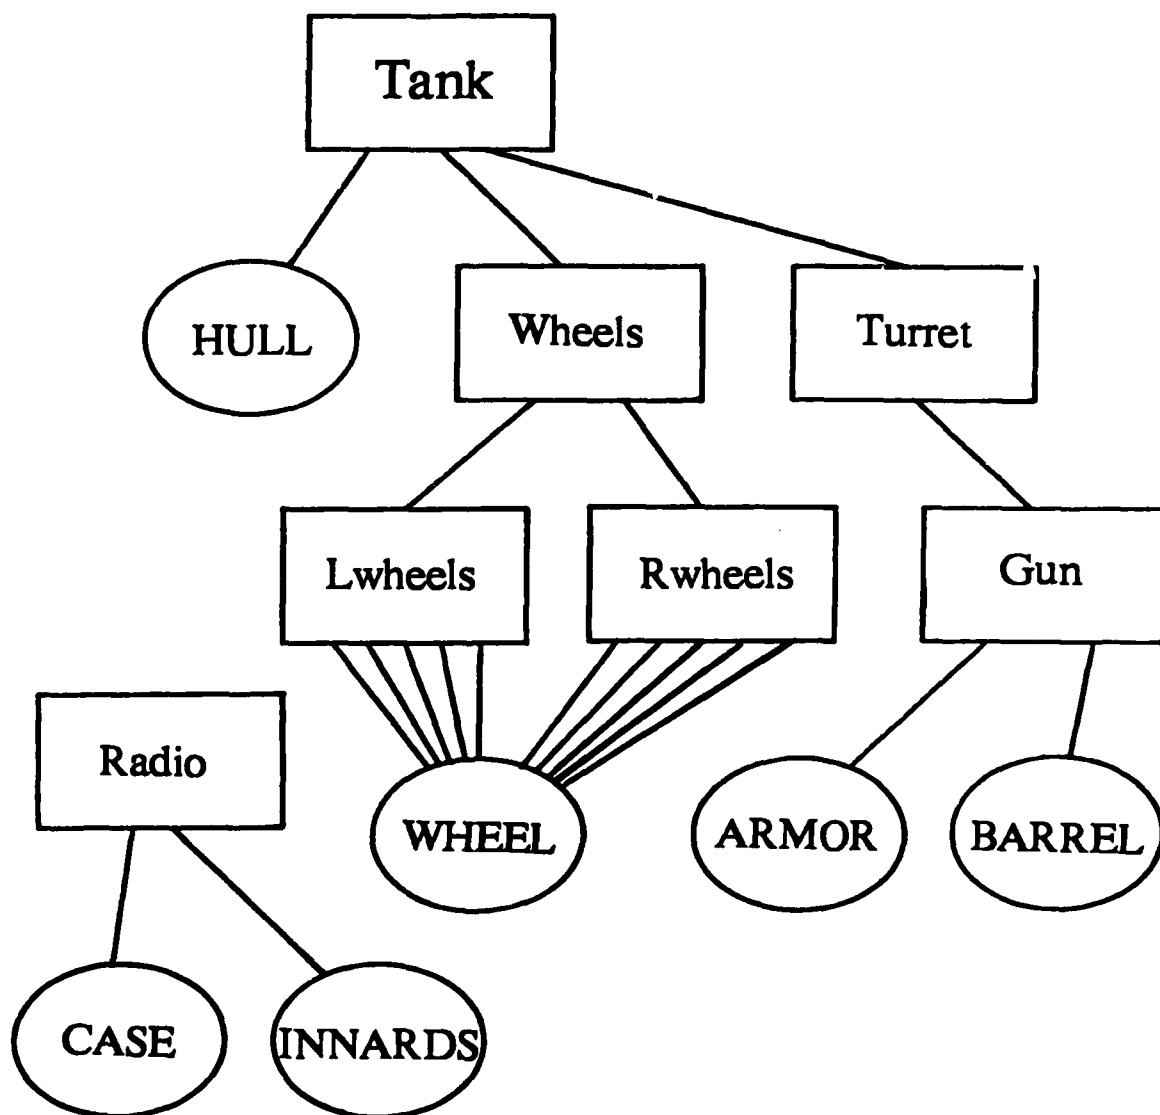 Tank
HULL
Wheels
Turret
Lwheels
Rwheels
Gun
Radio
WHEEL
ARMOR
BARREL
CASE
INNARDS